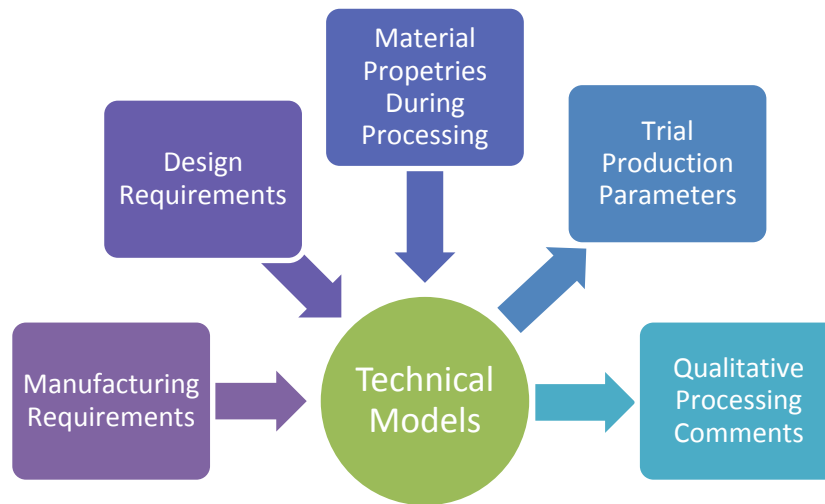 Material
Propetries
During
Processing
Design
Requirements
Trial
Production
Parameters
Manufacturing
Requirements
Technical
Models
Qualitative
Processing
Comments